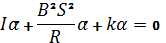 Iα̈ + B²S²/R α̇ + kα = 0